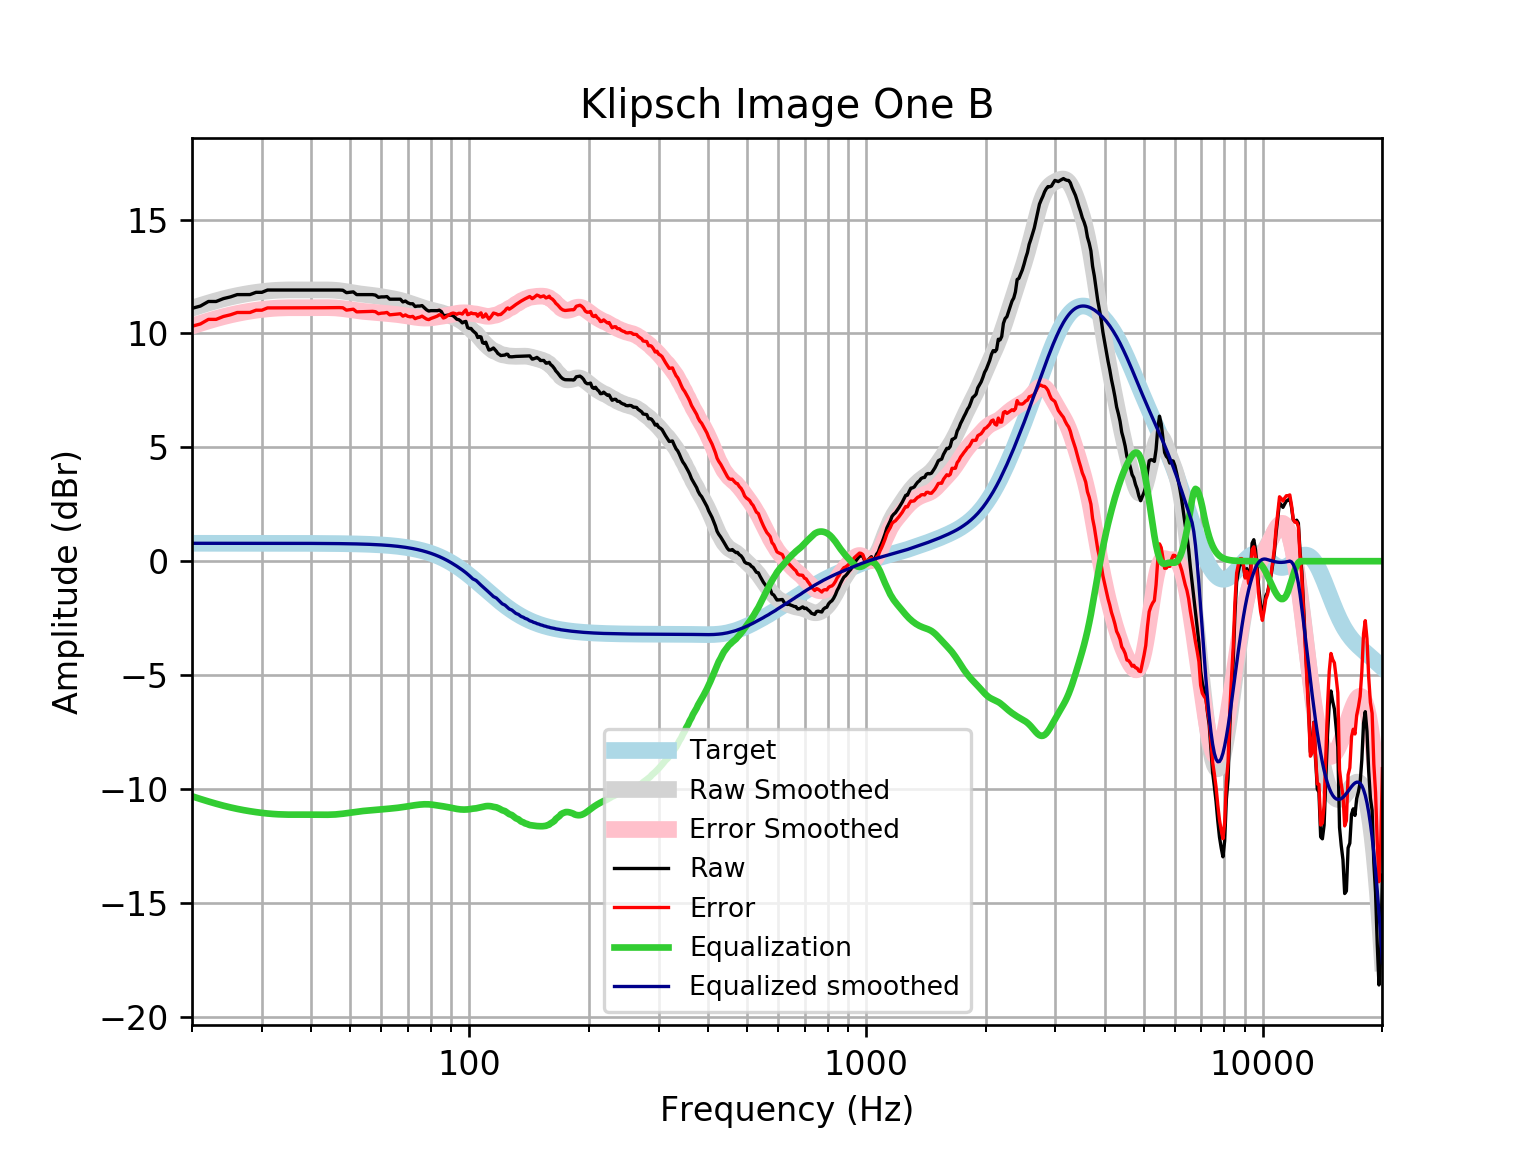 Klipsch Image One B
Amplitude (dBr)
15
10
5
0
−5
−10
−15
−20
Target
Raw Smoothed
Error Smoothed
Raw
Error
Equalization
Equalized smoothed
100
1000
10000
Frequency (Hz)